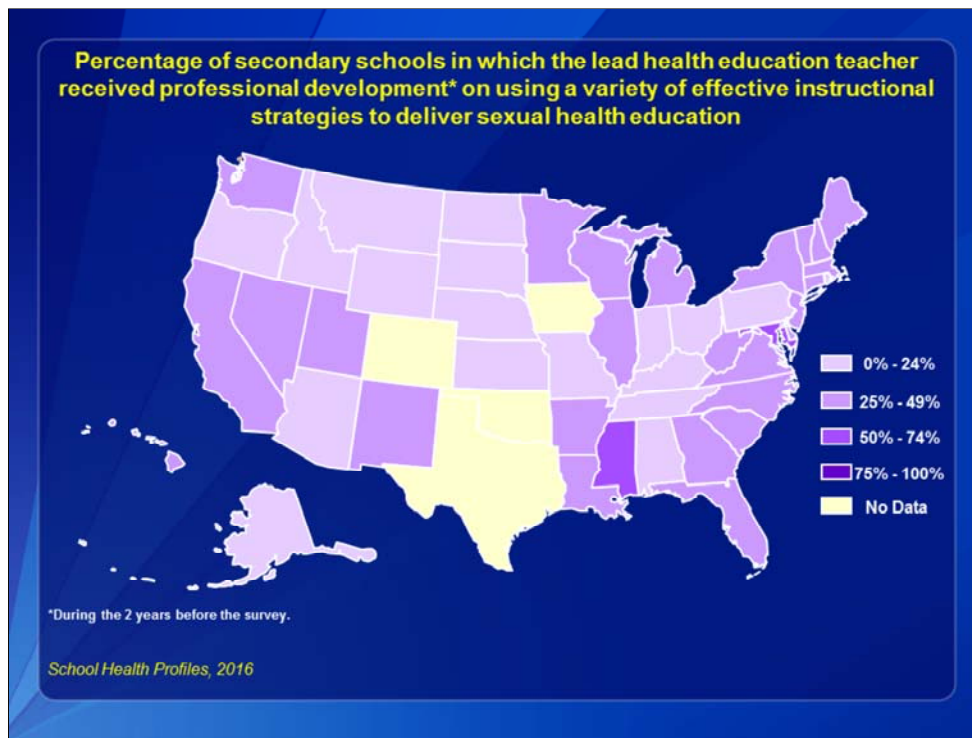 Percentage of secondary schools in which the lead health education teacher
received professional development* on using a variety of effective instructional
strategies to deliver sexual health education
0% - 24%
25% - 49%
50% - 74%
75% - 100%
No Data
*During the 2 years before the survey.
School Health Profiles, 2016